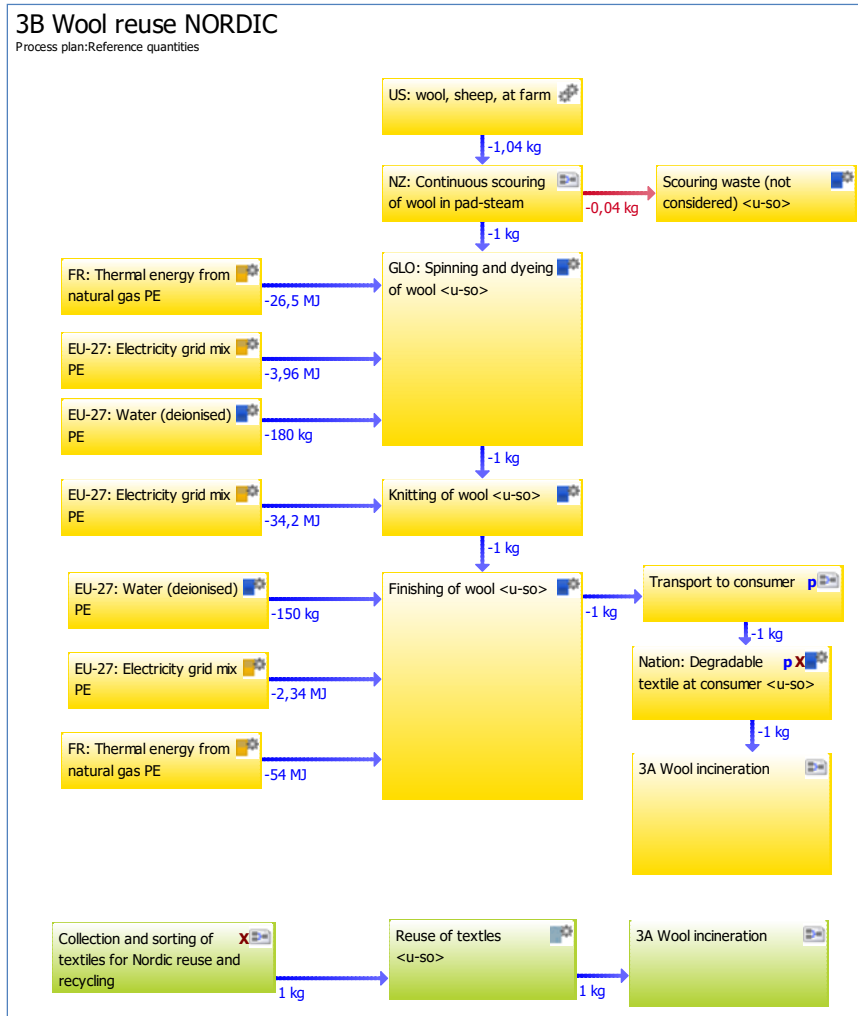 3B Wool reuse NORDIC
Process plan:Reference quantities
US: wool, sheep, at farm
-1,04 kg
NZ: Continuous scouring
of wool in pad-steam
-0,04 kg
Scouring waste (not
considered) <u-so>
-1 kg
FR: Thermal energy from
natural gas PE
-26,5 MJ
GLO: Spinning and dyeing
of wool <u-so>
EU-27: Electricity grid mix
PE
-3,96 MJ
EU-27: Water (deionised)
PE
-180 kg
-1 kg
EU-27: Electricity grid mix
PE
-34,2 MJ
Knitting of wool <u-so>
-1 kg
EU-27: Water (deionised)
PE
-150 kg
Finishing of wool <u-so>
-1 kg
Transport to consumer
p
-1 kg
EU-27: Electricity grid mix
PE
-2,34 MJ
Nation: Degradable
textile at consumer <u-so>
p X
-1 kg
FR: Thermal energy from
natural gas PE
-54 MJ
3A Wool incineration
Collection and sorting of
textiles for Nordic reuse and
recycling
X
1 kg
Reuse of textles
<u-so>
1 kg
3A Wool incineration